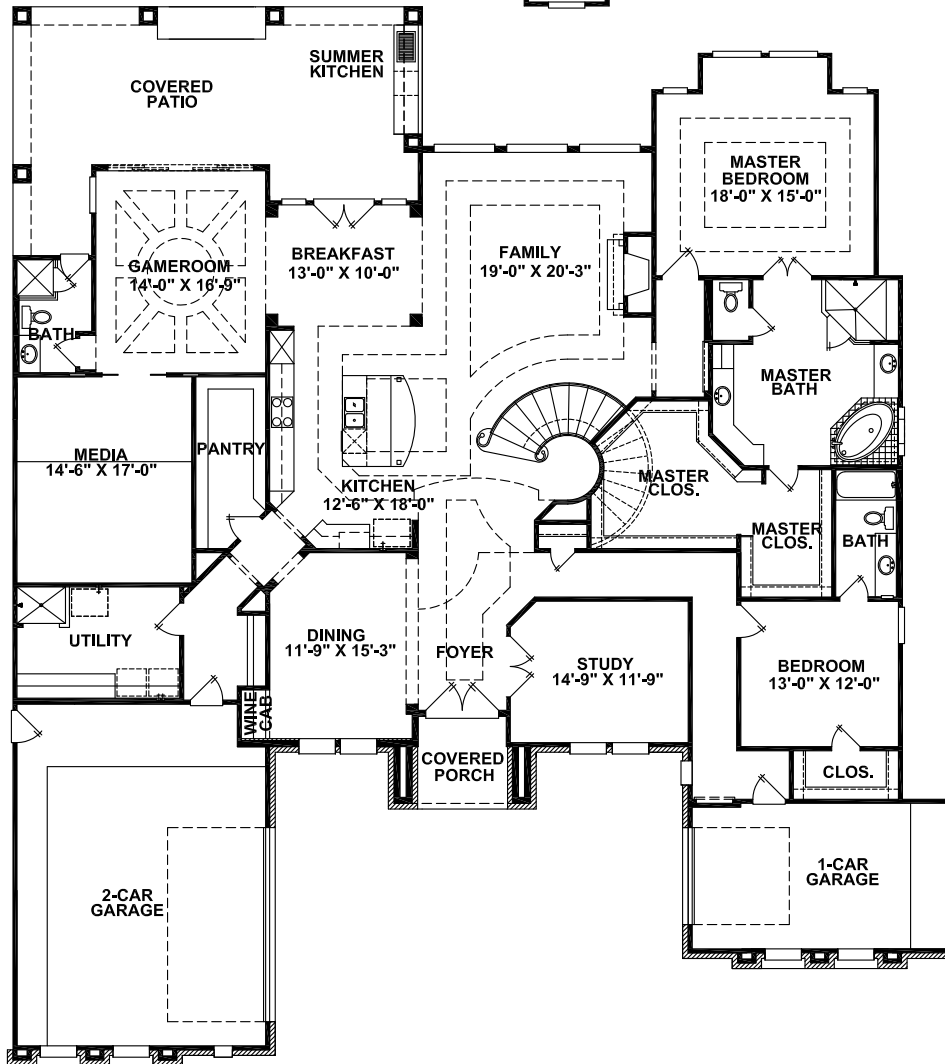 SUMMER
KITCHEN
COVERED
PATIO
MASTER
BEDROOM
18'-0" X 15'-0"
BREAKFAST
13'-0" X 10'-0"
FAMILY
19'-0" X 20'-3"
GAMEROOM
14'-0" X 16'-9"
BATH
MASTER
BATH
MEDIA
14'-6" X 17'-0"
PANTRY
KITCHEN
12'-6" X 18'-0"
MASTER
CLOS.
MASTER
CLOS.
BATH
UTILITY
DINING
11'-9" X 15'-3"
FOYER
STUDY
14'-9" X 11'-9"
BEDROOM
13'-0" X 12'-0"
WINE
CAB
COVERED
PORCH
CLOS.
2-CAR
GARAGE
1-CAR
GARAGE